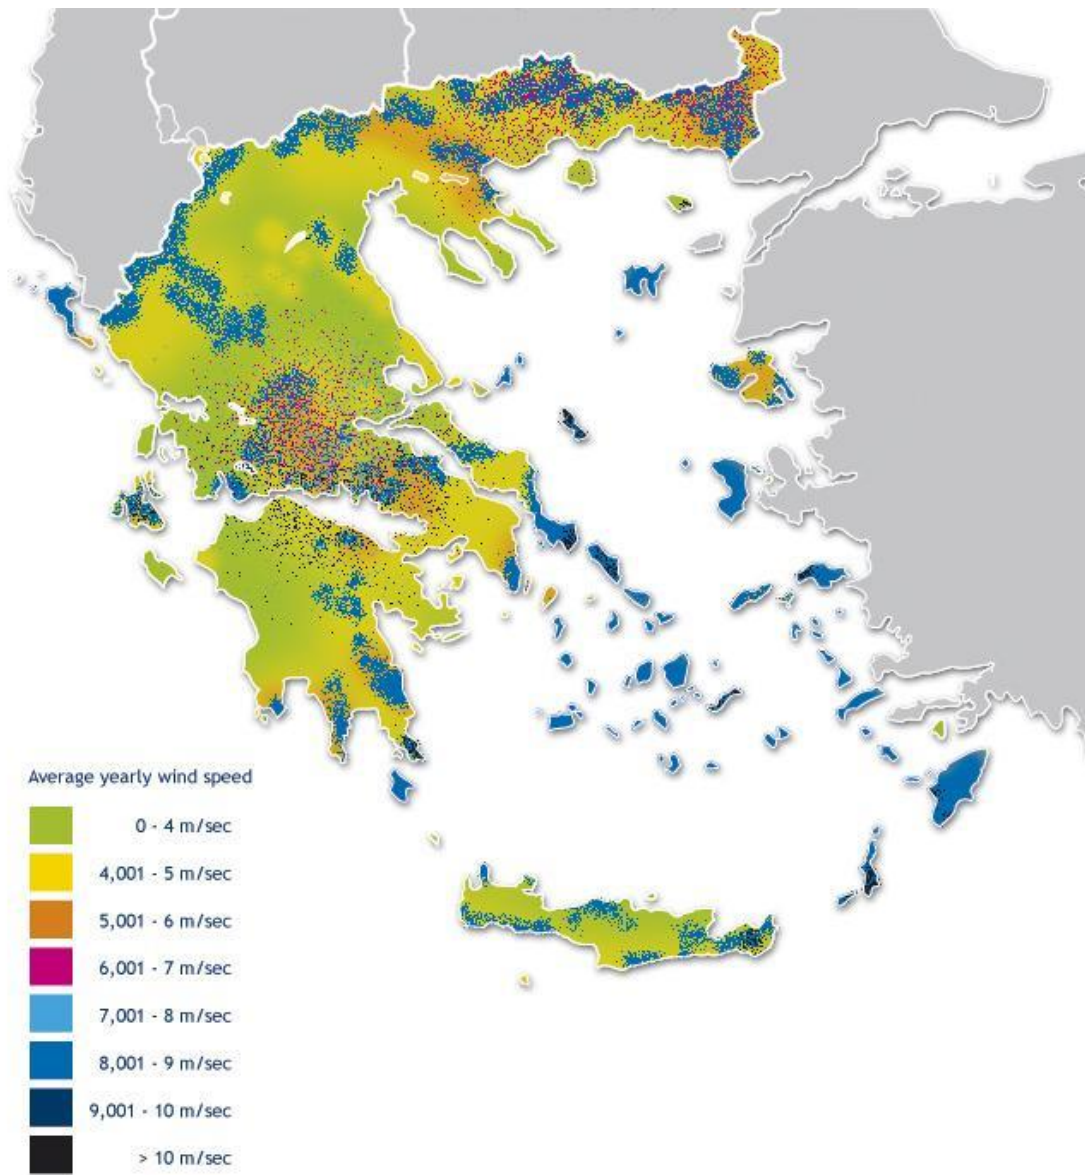 Average yearly wind speed
0 - 4 m/sec
4,001 - 5 m/sec
5,001 - 6 m/sec
6,001 - 7 m/sec
7,001 - 8 m/sec
8,001 - 9 m/sec
9,001 - 10 m/sec
> 10 m/sec